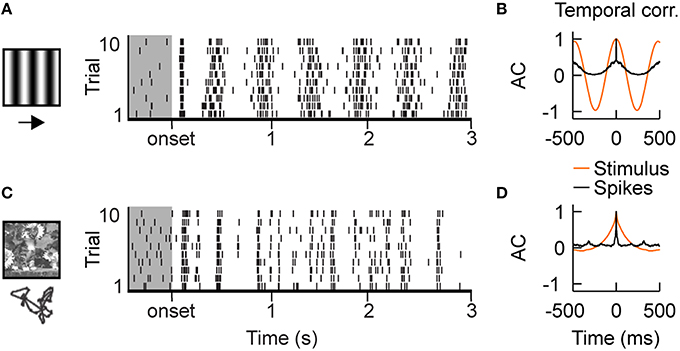 A
B
Temporal corr.
Trial
10
1
onset
1
2
3
AC
1
0
-1
-500
0
500
Stimulus
Spikes
C
D
Trial
10
1
onset
1
2
3
Time (s)
AC
1
0
-1
-500
0
500
Time (ms)